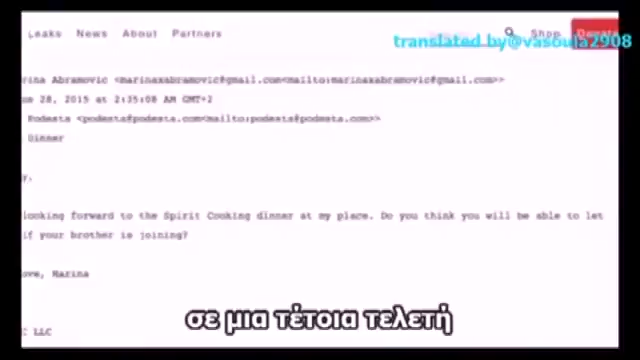 Leaks News About Partners Shop Donate
translated by@vasoula2908
rina Abramovic <marinaxabramovic@gmail.com<mailto:marinaxabramovic@gmail.com>>
28, 2015 at 2:35:08 AM GMT+2
Podesta <podesta@podesta.com<mailto:podesta@podesta.com>>
Dinner
y,
looking forward to the Spirit Cooking dinner at my place. Do you think you will be able to let
if your brother is joining?
ove, Marina
LLC
σε μια τέτοια τελετή